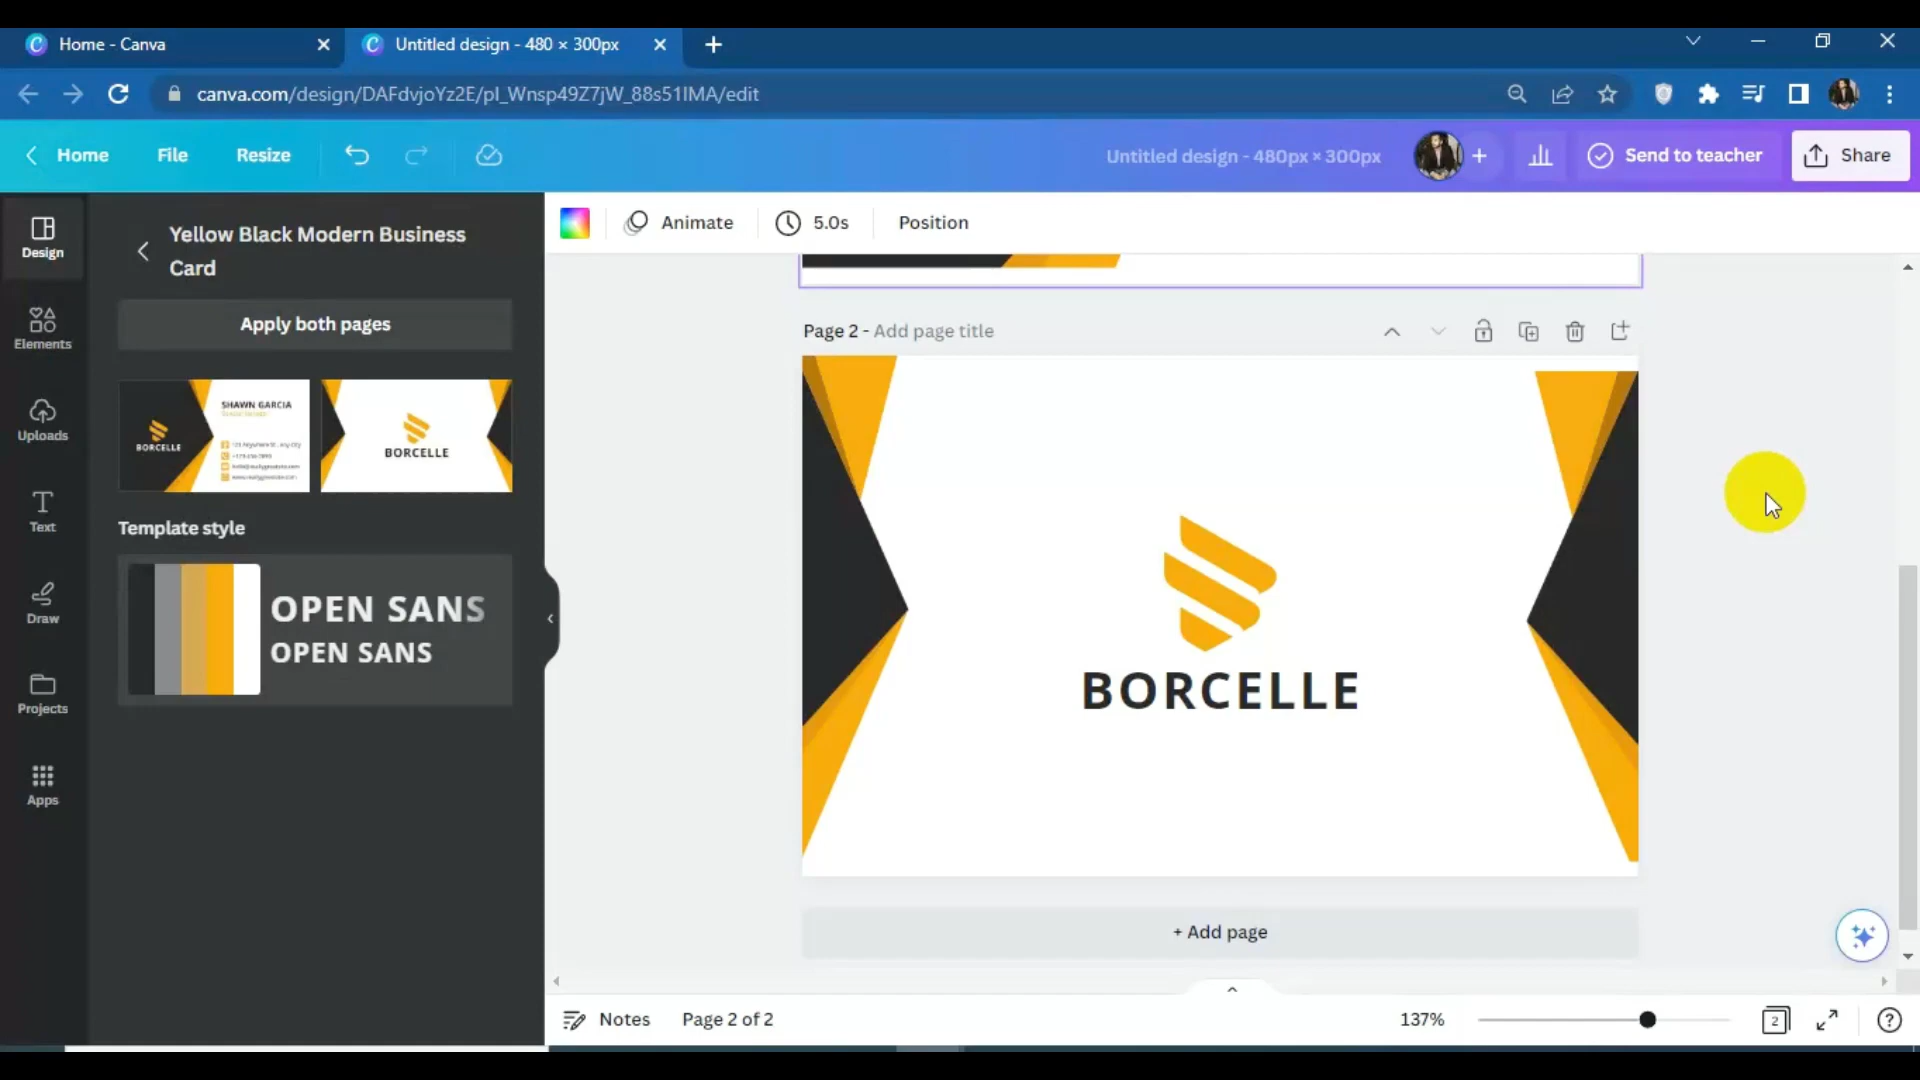 Home - Canva
Untitled design - 480 × 300px
canva.com/design/DAFdvjoYz2E/pl_Wnsp49Z7jW_88s51IMA/edit
Home
File
Resize
Untitled design - 480px × 300px
Send to teacher
Share
Design
Elements
Uploads
Text
Draw
Projects
Apps
Yellow Black Modern Business
Card
Apply both pages
BORCELLE
SHAWN GARCIA
BORCELLE
Template style
OPEN SANS
OPEN SANS
Animate
5.0s
Position
Page 2 - Add page title
BORCELLE
+ Add page
Notes
Page 2 of 2
137%
2